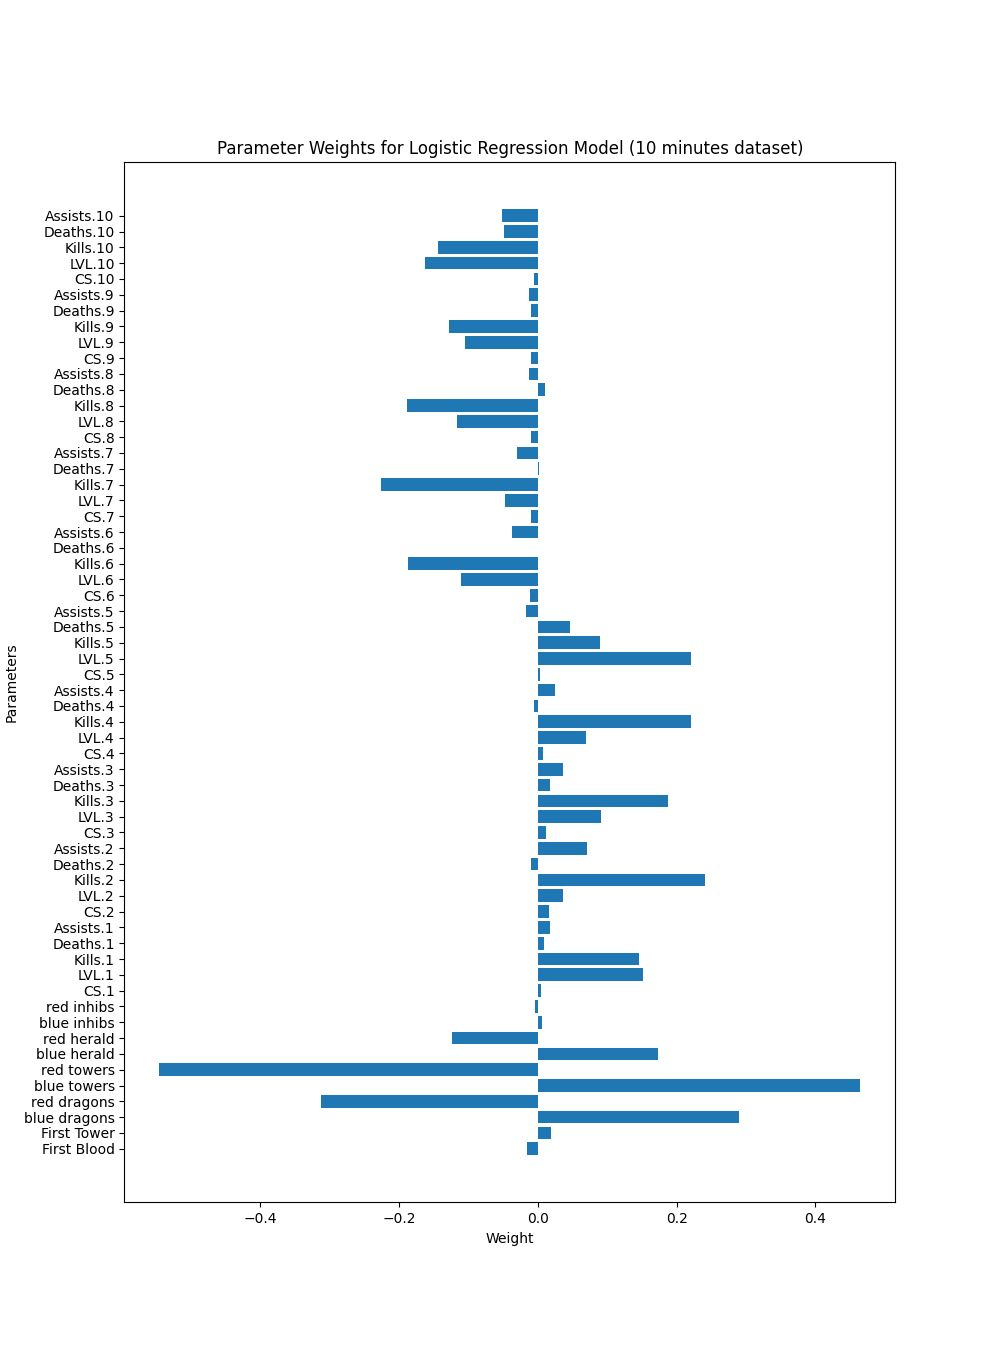 Parameter Weights for Logistic Regression Model (10 minutes dataset)
Assists.10
Deaths.10
Kills.10
LVL.10
CS.10
Assists.9
Deaths.9
Kills.9
LVL.9
CS.9
Assists.8
Deaths.8
Kills.8
LVL.8
CS.8
Assists.7
Deaths.7
Kills.7
LVL.7
CS.7
Assists.6
Deaths.6
Kills.6
LVL.6
CS.6
Assists.5
Deaths.5
Kills.5
LVL.5
CS.5
Assists.4
Deaths.4
Kills.4
LVL.4
CS.4
Assists.3
Deaths.3
Kills.3
LVL.3
CS.3
Assists.2
Deaths.2
Kills.2
LVL.2
CS.2
Assists.1
Deaths.1
Kills.1
LVL.1
CS.1
red inhibs
blue inhibs
red herald
blue herald
red towers
blue towers
red dragons
blue dragons
First Tower
First Blood
Parameters
−0.4 −0.2 0.0 0.2 0.4
Weight